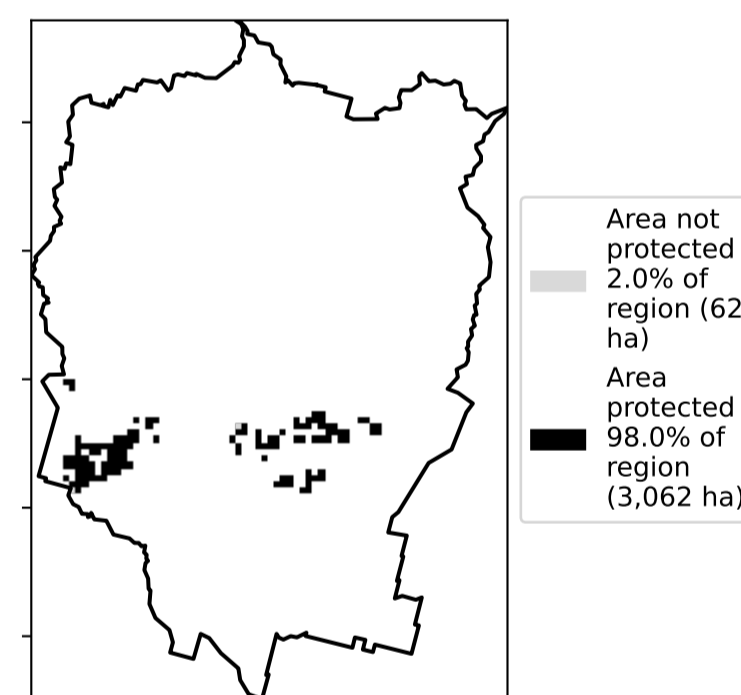 Area not
protected
2.0% of
region (62
ha)
Area
protected
98.0% of
region
(3,062 ha)